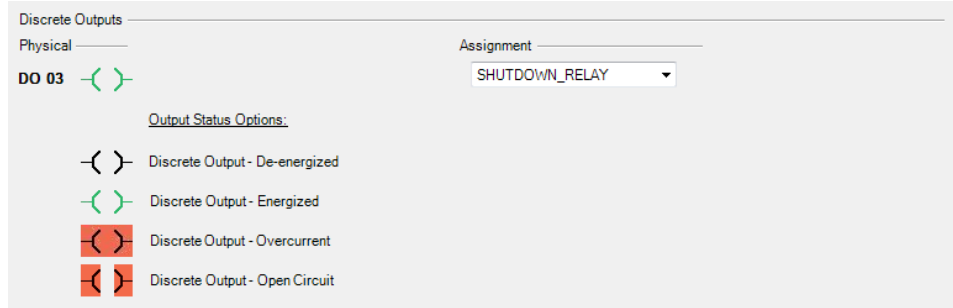 Discrete Outputs
Physical Assignment
DO 03 SHUTDOWN_RELAY
Output Status Options:
Discrete Output - De-energized
Discrete Output - Energized
Discrete Output - Overcurrent
Discrete Output - Open Circuit